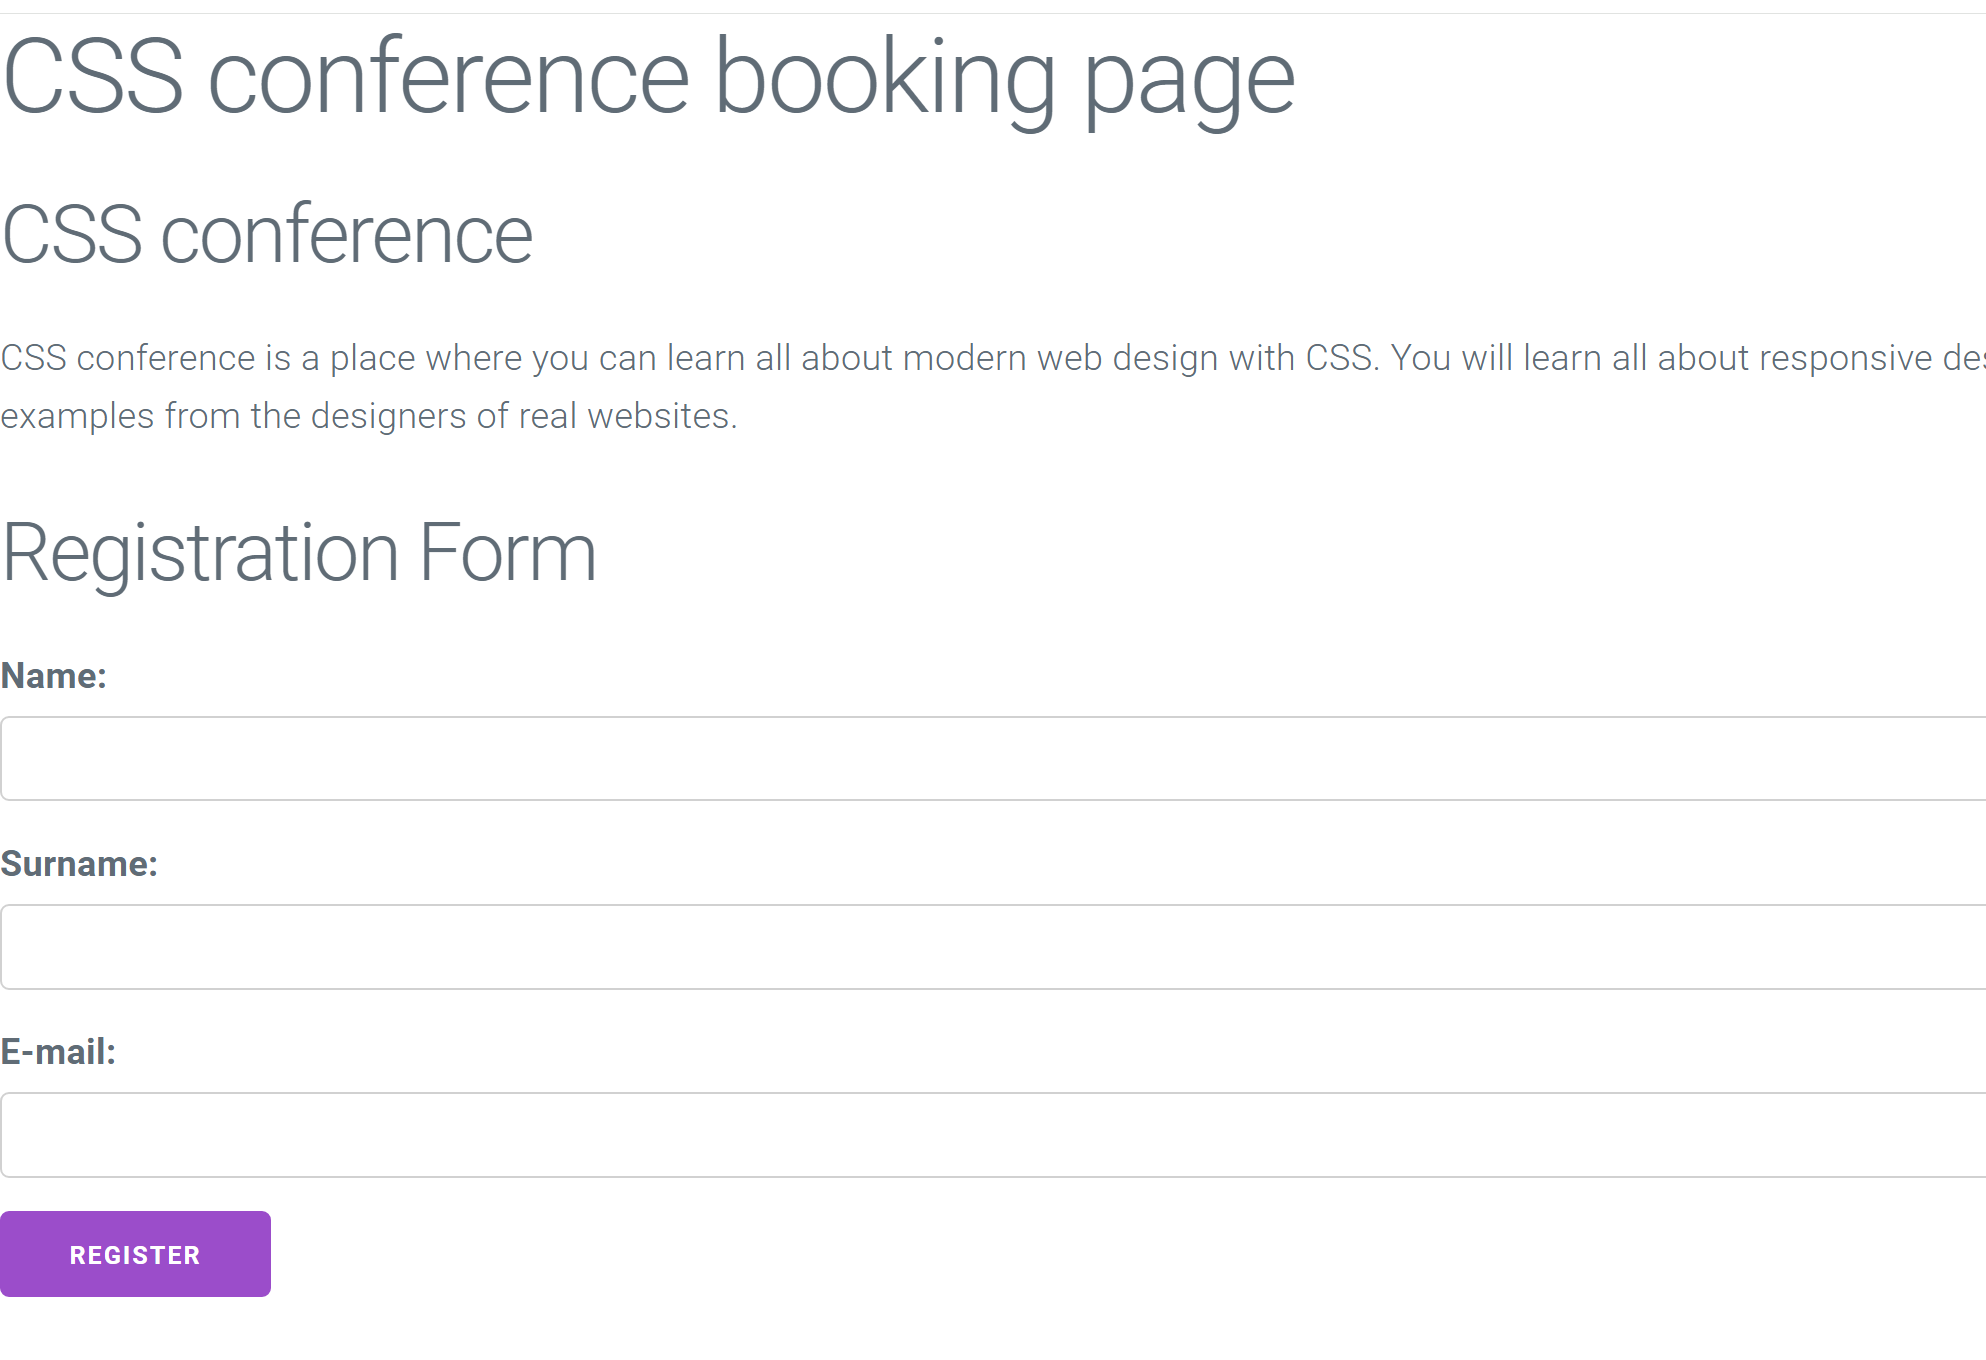 CSS conference booking page
CSS conference
CSS conference is a place where you can learn all about modern web design with CSS. You will learn all about responsive
examples from the designers of real websites.
Registration Form
Name:
Surname:
E-mail:
REGISTER